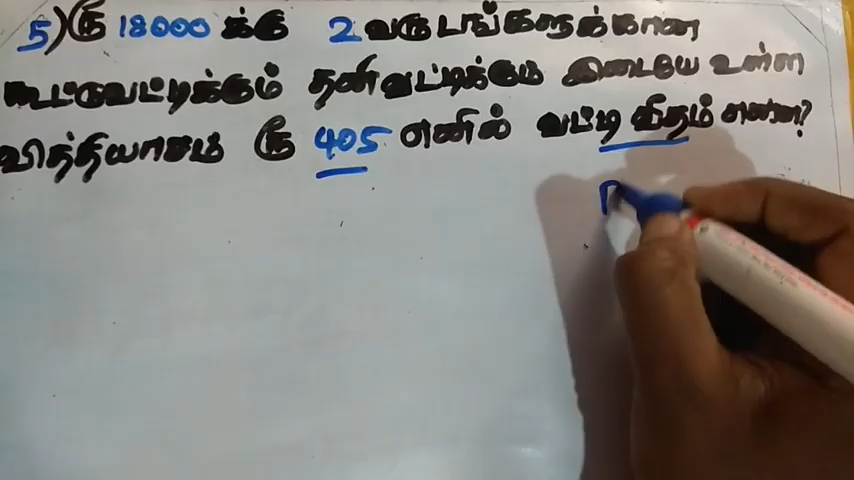 5) ரூ 18000 க்கு 2 வருடங்களுக்கான
கூட்டுவட்டிக்கும் தனிவட்டிக்கும் இடையே உள்ள
வித்தியாசம் ரூ 405 எனில் வட்டி விதம் என்ன?